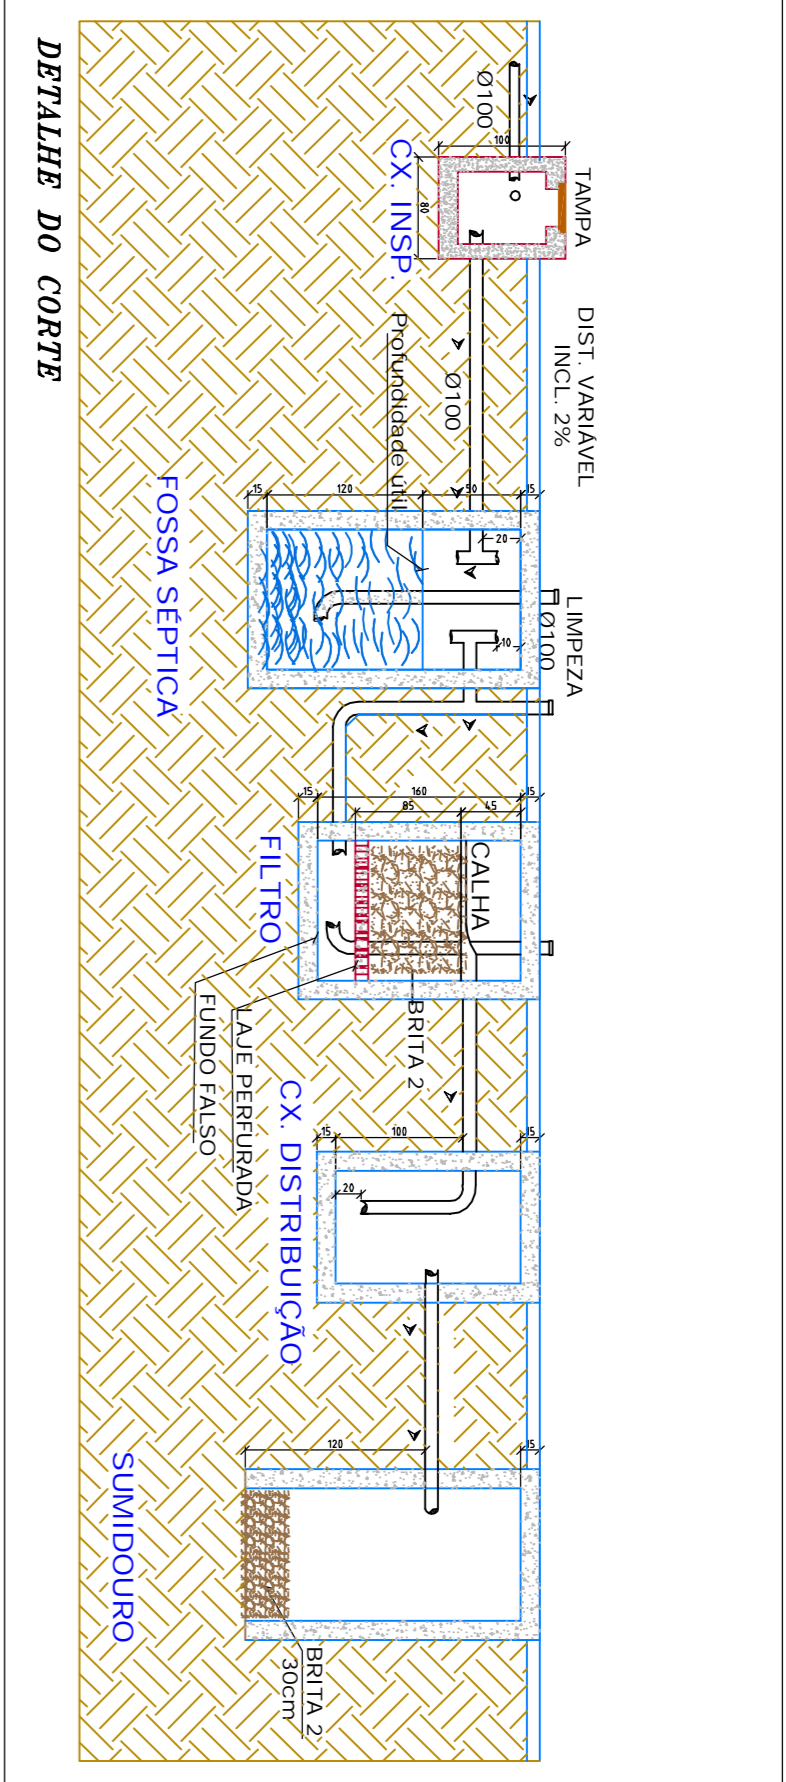 TAMPA
Ø100
100
80
CX. INSP.
DIST. VARIÁVEL
INCL. 2%
Ø100
Profundidade útil
15
120
50
15
20
10
LIMPEZA
Ø100
FOSSA SÉPTICA
15
160
15
85
45
CALHA
BRITA 2
FILTRO
LAJE PERFURADA
FUNDO FALSO
15
100
15
20
CX. DISTRIBUIÇÃO
120
15
SUMIDOURO
BRITA 2
30cm
DETALHE DO CORTE